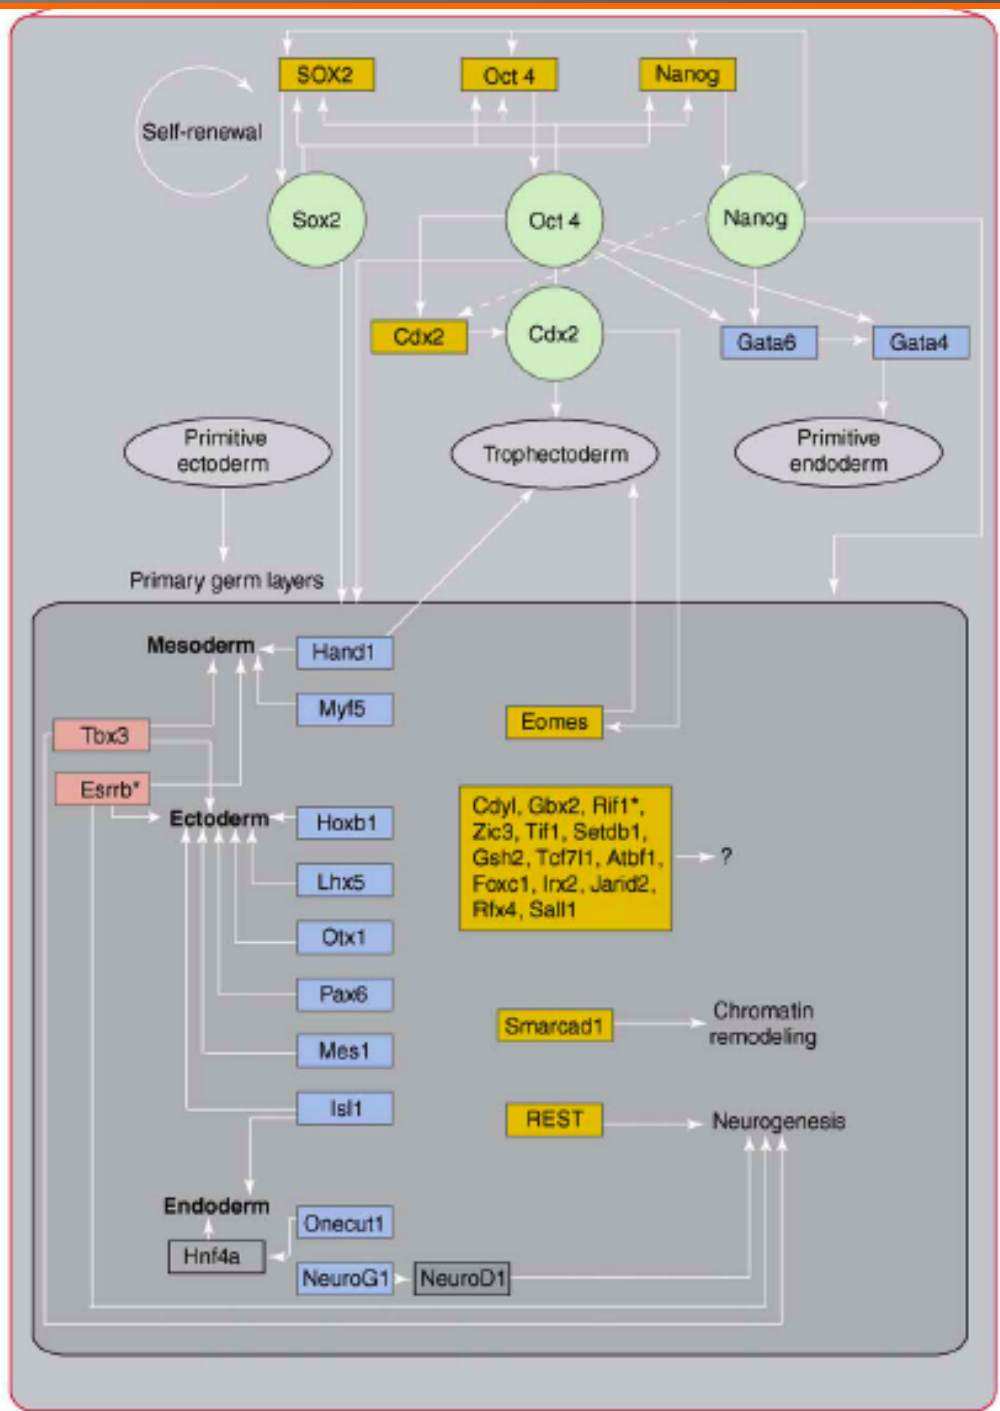 SOX2
Oct 4
Nanog
Self-renewal
Sox2
Oct 4
Nanog
Cdx2
Cdx2
Gata6
Gata4
Primitive
ectoderm
Trophectoderm
Primitive
endoderm
Primary germ layers
Mesoderm
Hand1
Myf5
Tbx3
Eomes
Esrrb*
Ectoderm
Hoxb1
Cdyl, Gbx2, Rif1*,
Zic3, Tif1, Setdb1,
Gsh2, Tcf7l1, Atbf1,
Foxc1, Irx2, Jarid2,
Rfx4, Sall1
?
Lhx5
Otx1
Pax6
Smarcad1
Chromatin
remodeling
Mes1
Isl1
REST
Neurogenesis
Endoderm
Onecut1
Hnf4a
NeuroG1
NeuroD1